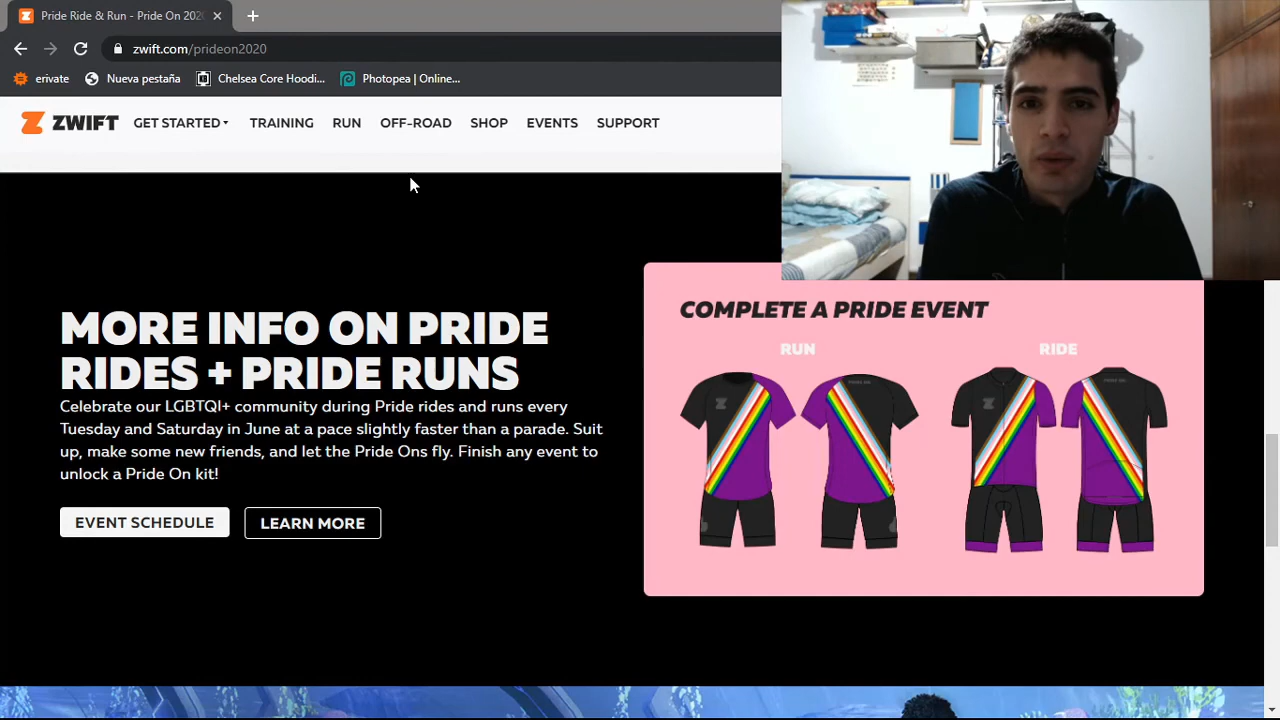 Pride Ride & Run - Pride On 202
zwift.com/prideon2020
erivate
Nueva pestaña
Chelsea Core Hoodi...
Photopea | Online...
ZWIFT
GET STARTED
TRAINING
RUN
OFF-ROAD
SHOP
EVENTS
SUPPORT
MORE INFO ON PRIDE
RIDES + PRIDE RUNS
Celebrate our LGBTQI+ community during Pride rides and runs every
Tuesday and Saturday in June at a pace slightly faster than a parade. Suit
up, make some new friends, and let the Pride Ons fly. Finish any event to
unlock a Pride On kit!
EVENT SCHEDULE
LEARN MORE
COMPLETE A PRIDE EVENT
RUN
RIDE